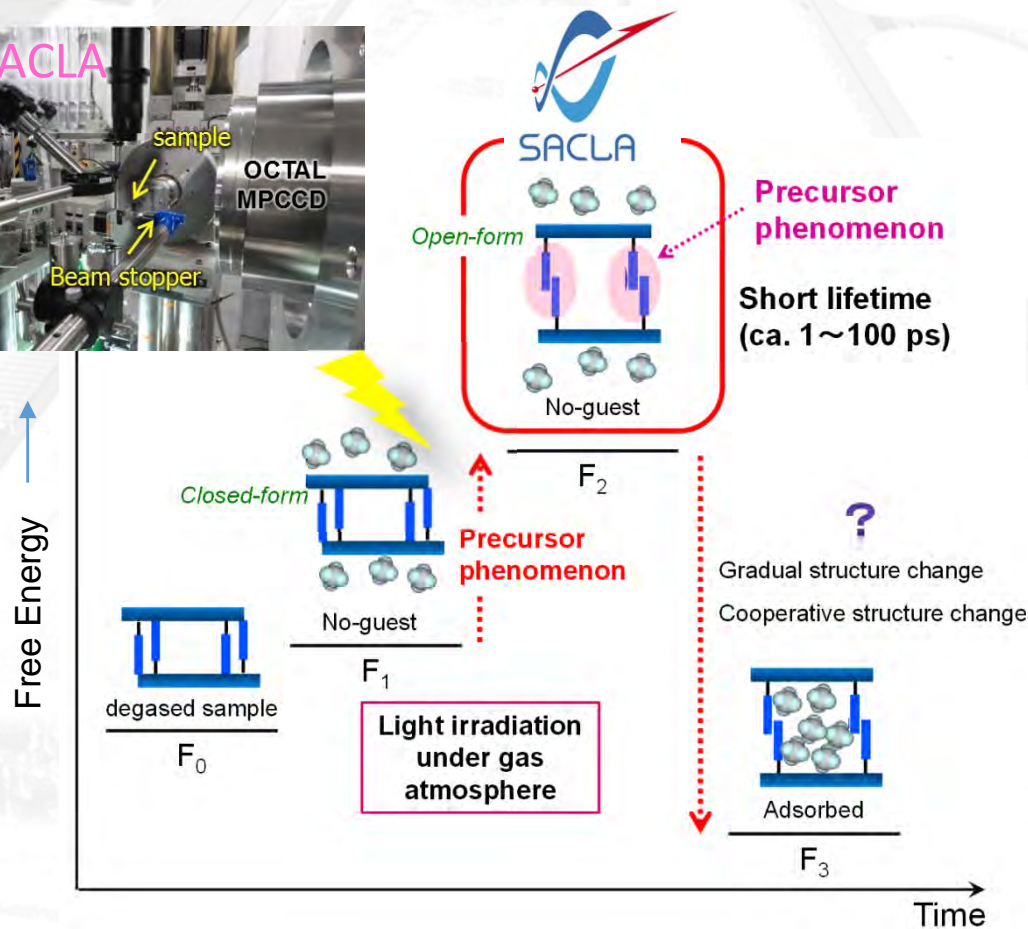 ACLA
sample
OCTAL
MPCCD
Beam stopper
SACLA
Open-form
Precursor
phenomenon
Short lifetime
(ca. 1～100 ps)
No-guest
F2
Closed-form
Precursor
phenomenon
No-guest
F1
?
Gradual structure change
Cooperative structure change
degased sample
F0
Light irradiation
under gas
atmosphere
Adsorbed
F3
Free Energy
Time